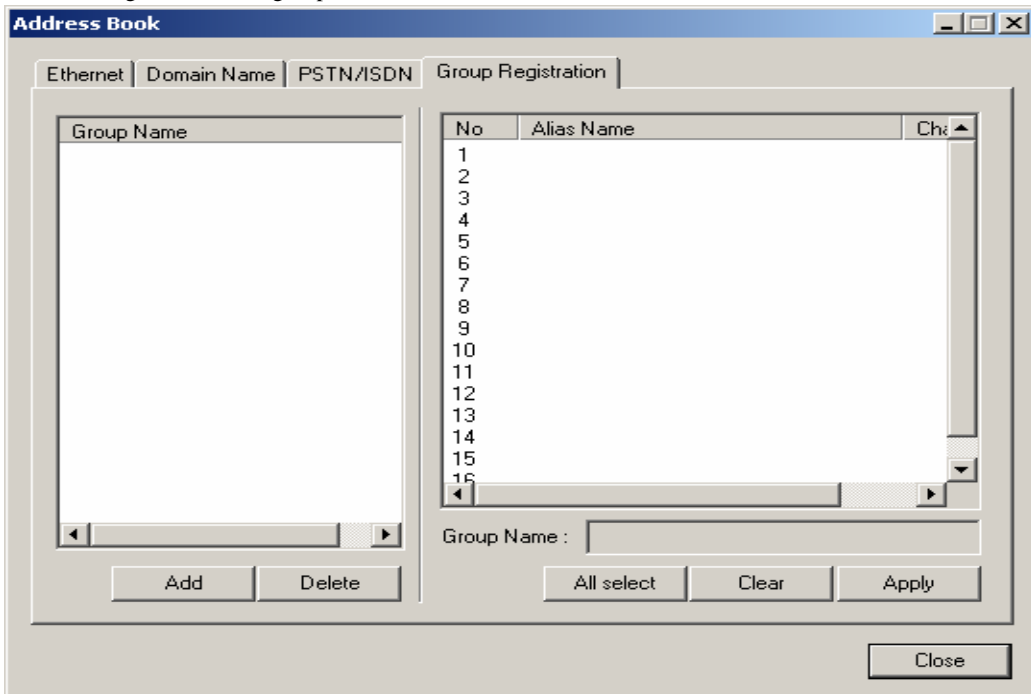 Address Book
Ethernet Domain Name PSTN/ISDN Group Registration
Group Name
No Alias Name Cha
1
2
3
4
5
6
7
8
9
10
11
12
13
14
15
16
Group Name :
Add Delete All select Clear Apply
Close